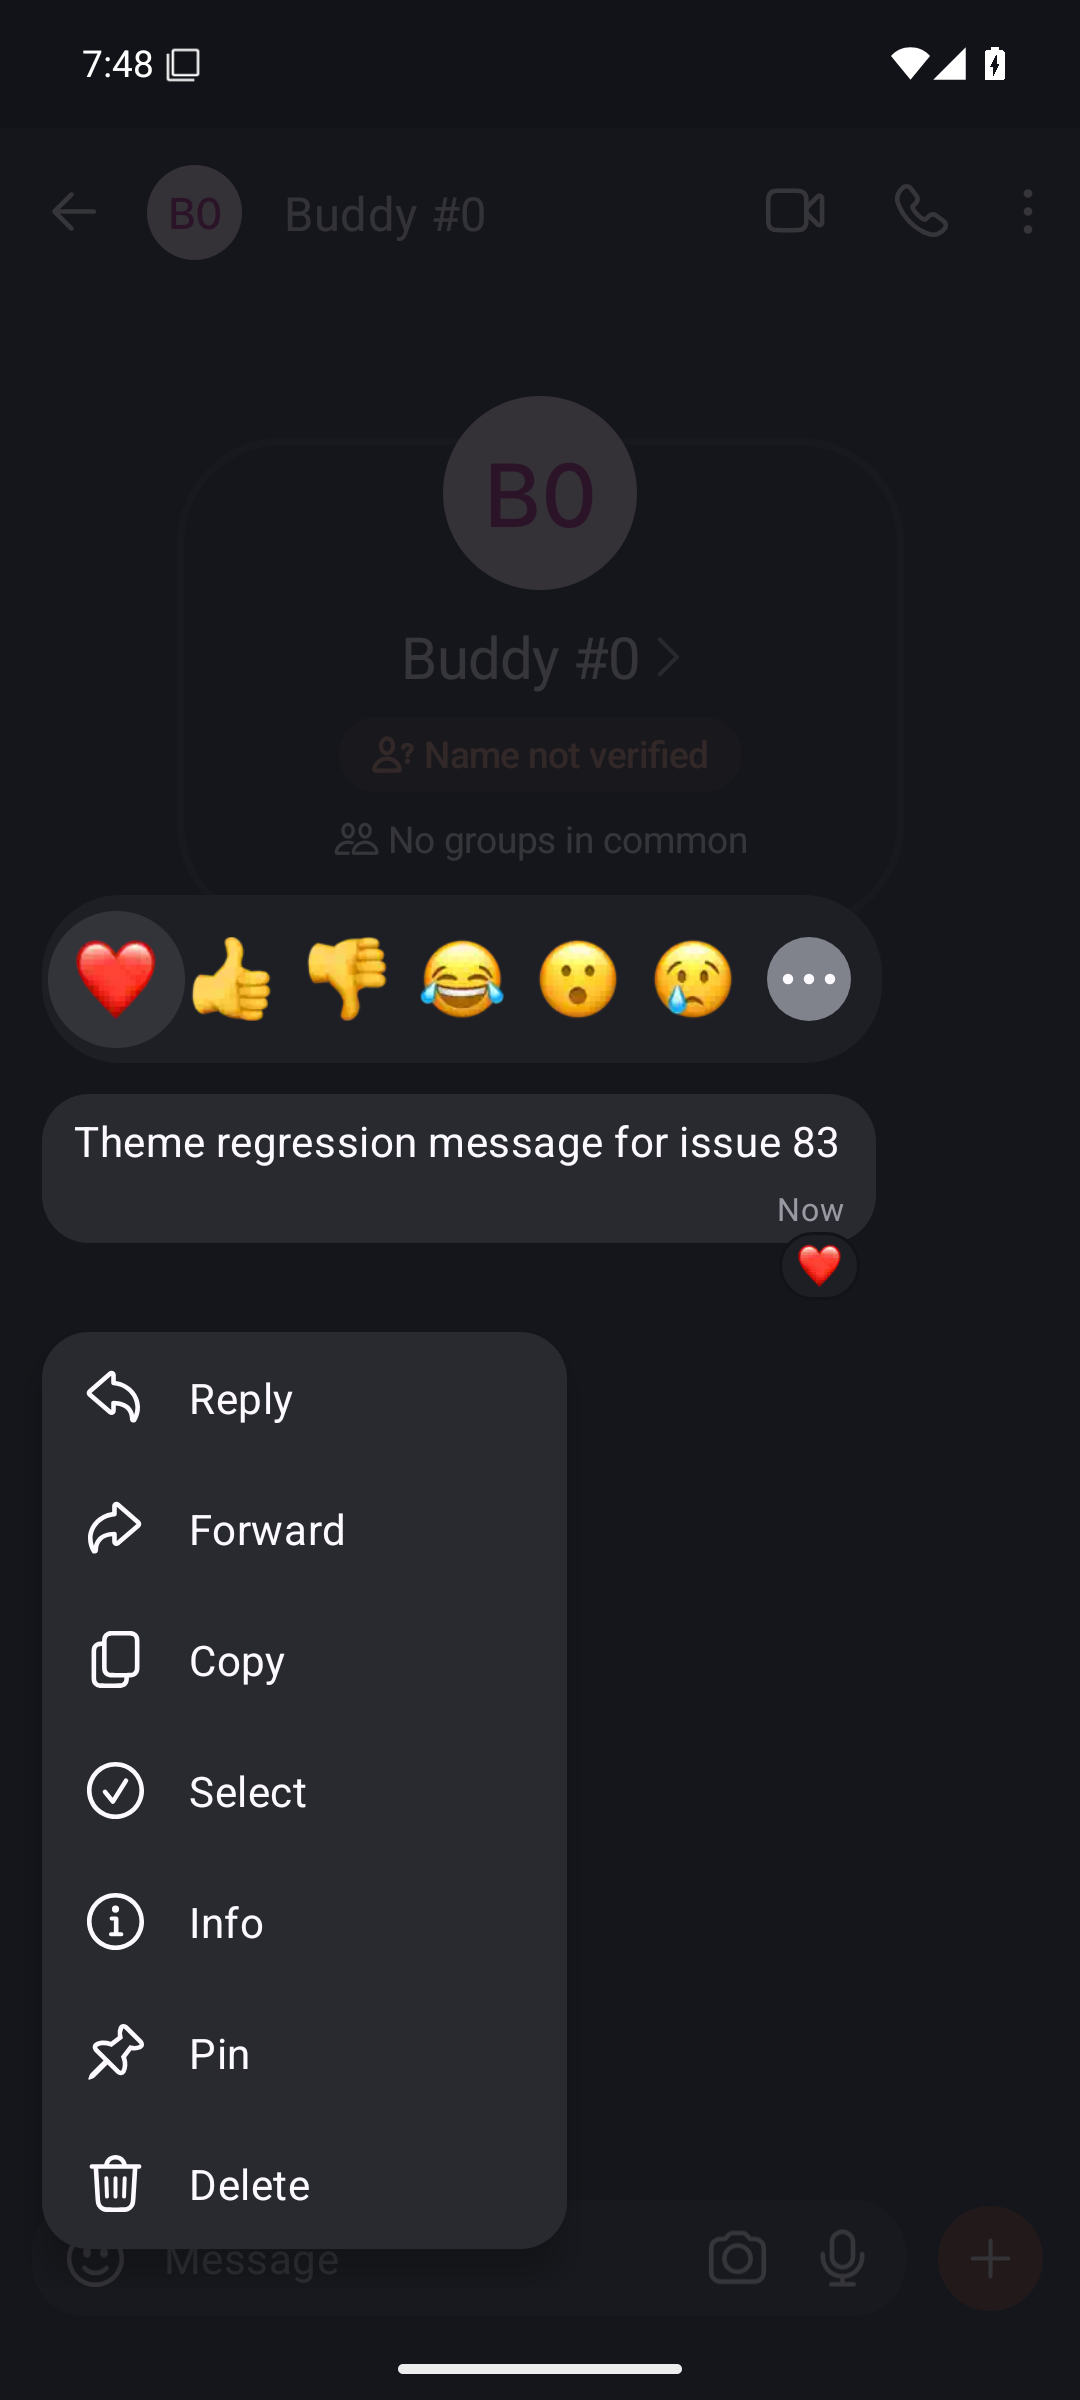 7:48
B0 Buddy #0
B0
Buddy #0
Name not verified
No groups in common
Theme regression message for issue 83
Now
Reply
Forward
Copy
Select
Info
Pin
Delete
Message